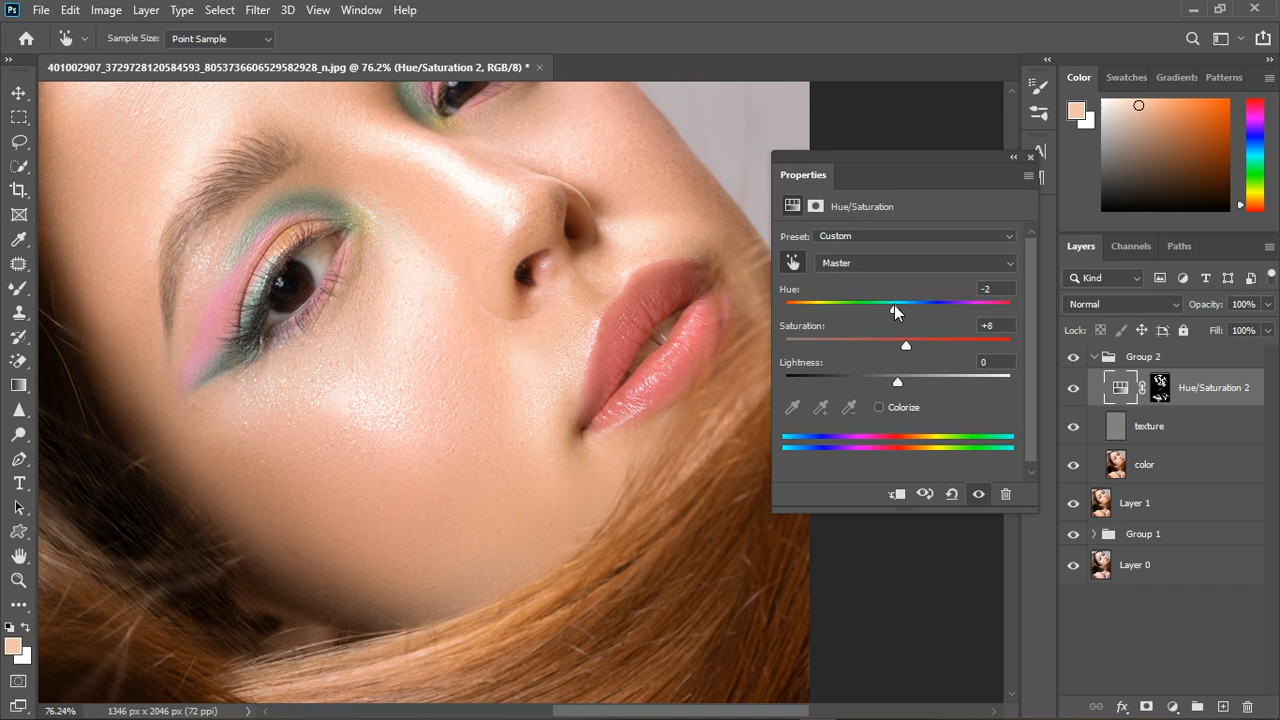 Ps File Edit Image Layer Type Select Filter 3D View Window Help
Sample Size: Point Sample
401002907_3729728120584593_8053736606529582928_n.jpg @ 76.2% (Hue/Saturation 2, RGB/8) *
Color Swatches Gradients Patterns
Properties
Hue/Saturation
Preset: Custom
Master
Hue: -2
Saturation: +8
Lightness: 0
Colorize
Layers Channels Paths
Kind
Normal Opacity: 100%
Lock: Fill: 100%
Group 2
Hue/Saturation 2
texture
color
Layer 1
Group 1
Layer 0
76.24% 1346 px x 2046 px (72 ppi)